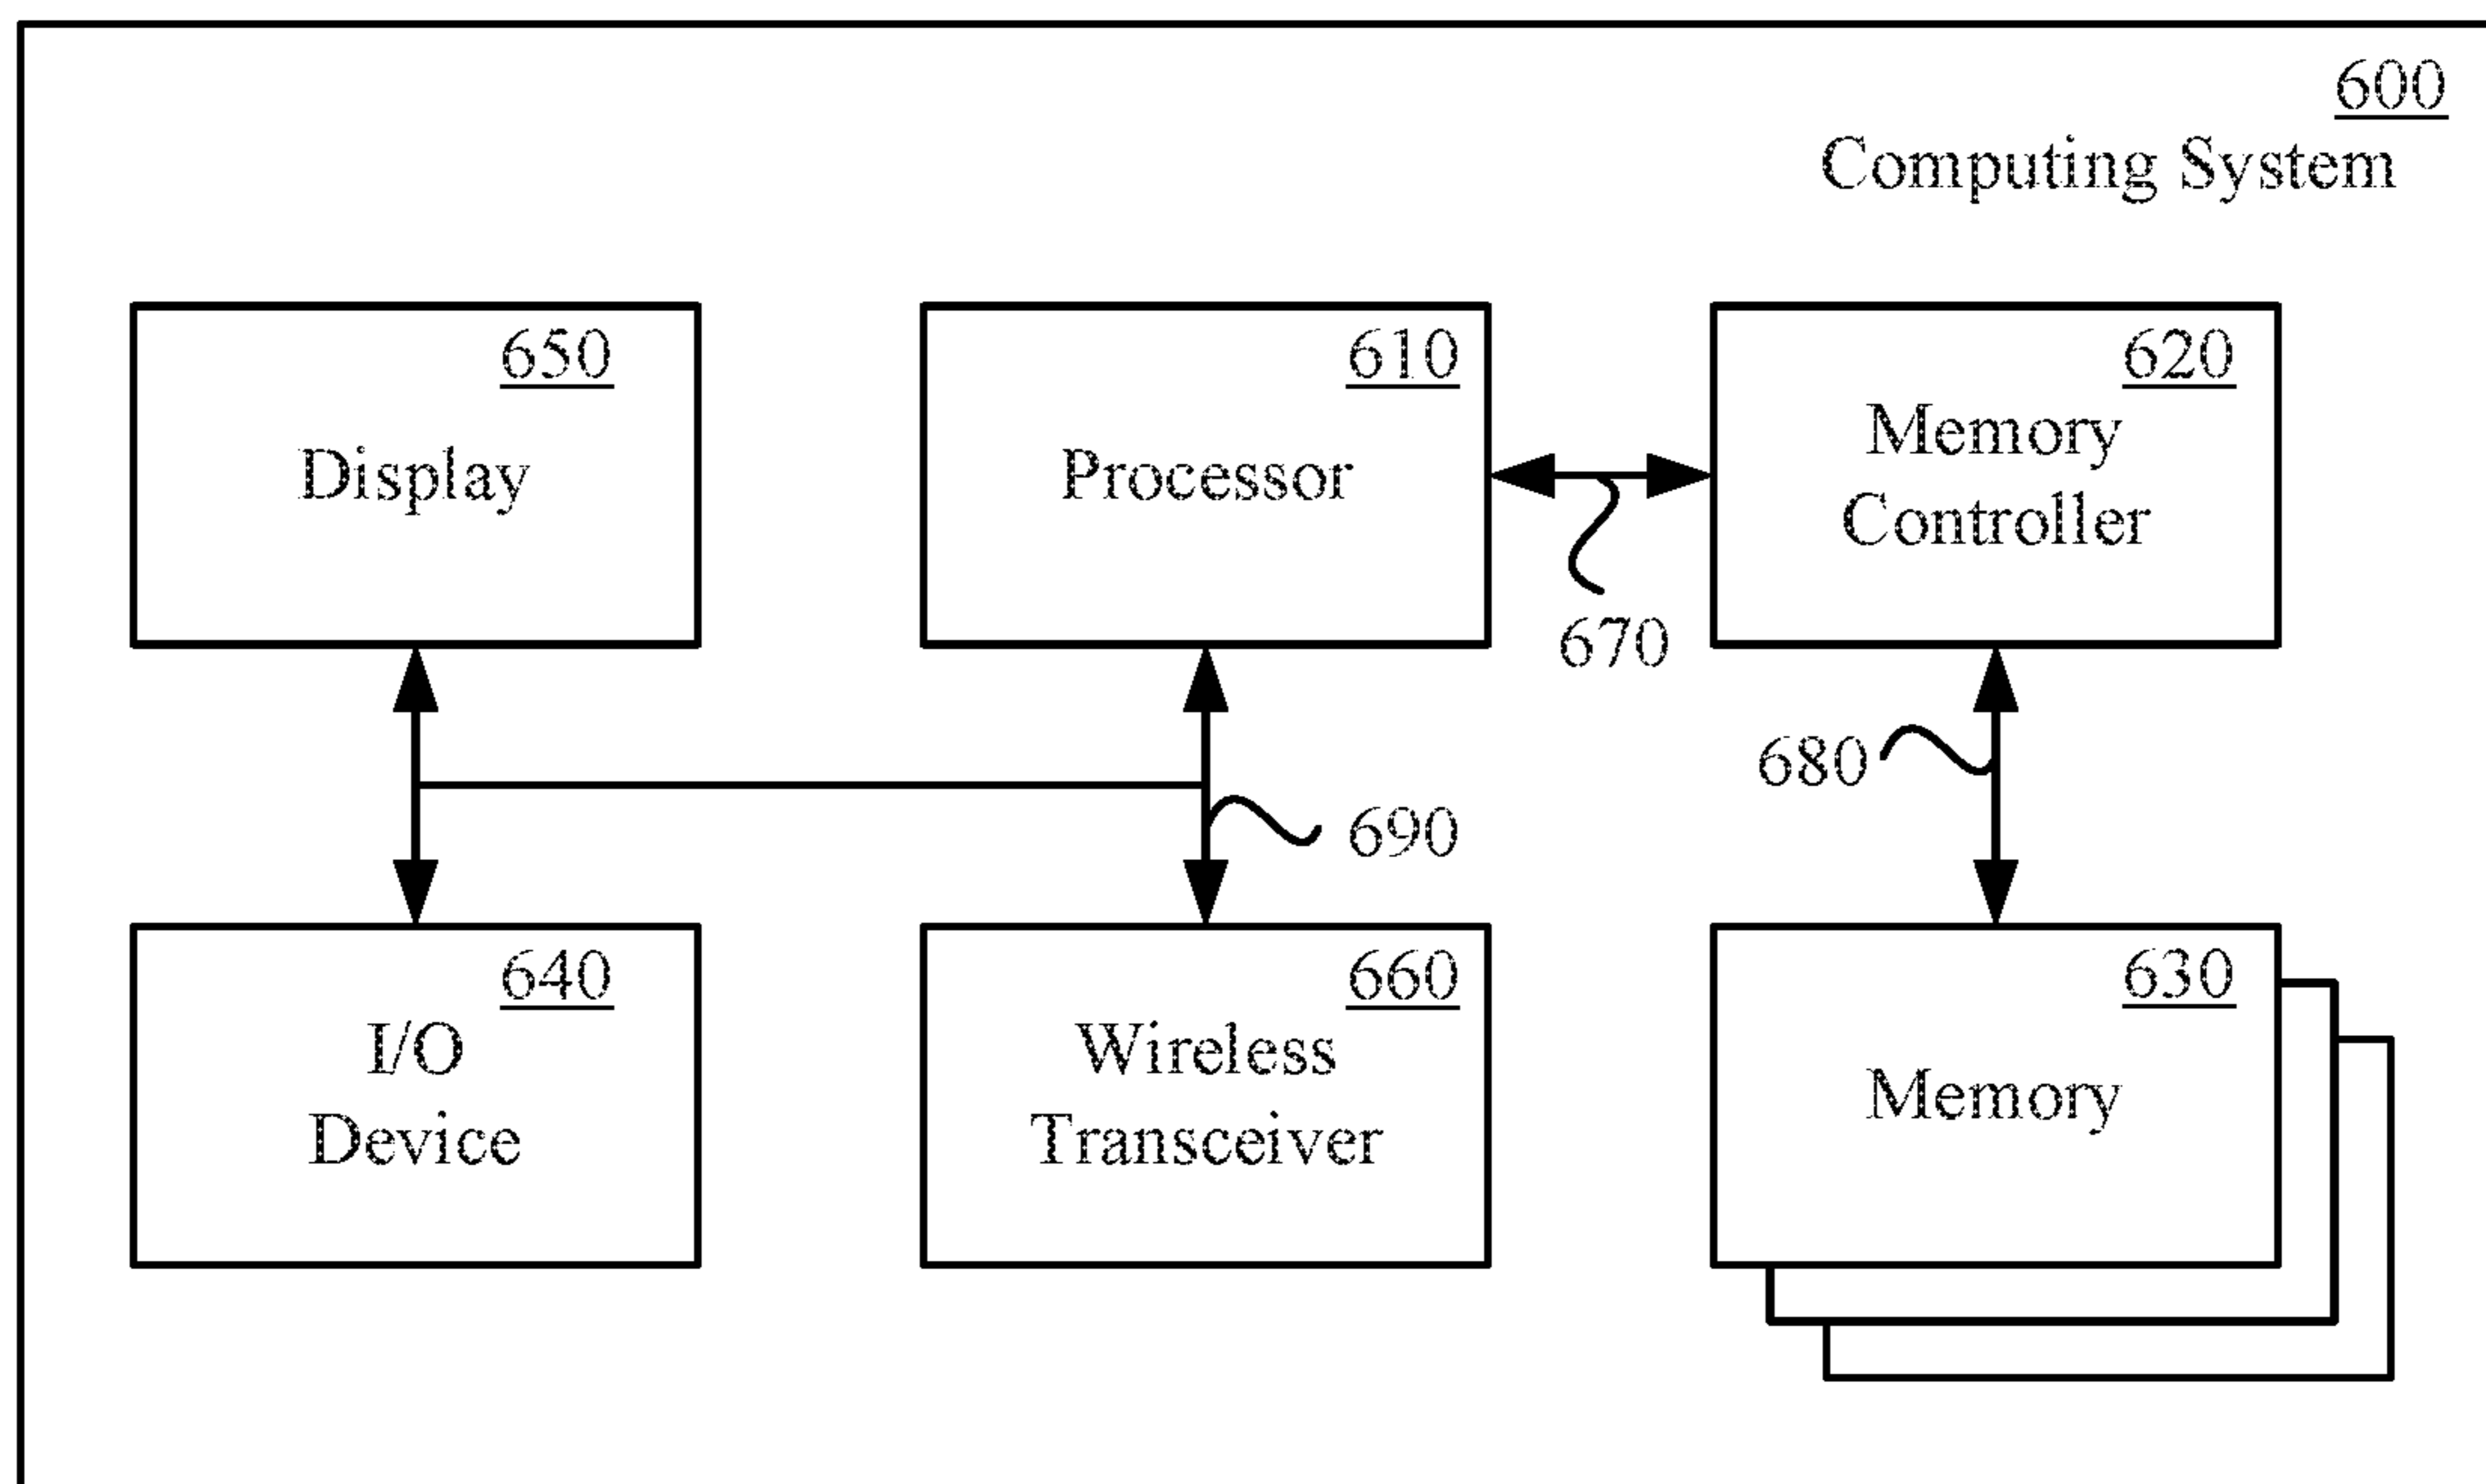 600
Computing System
650
Display
610
Processor
620
Memory
Controller
670
680
690
640
I/O
Device
660
Wireless
Transceiver
630
Memory